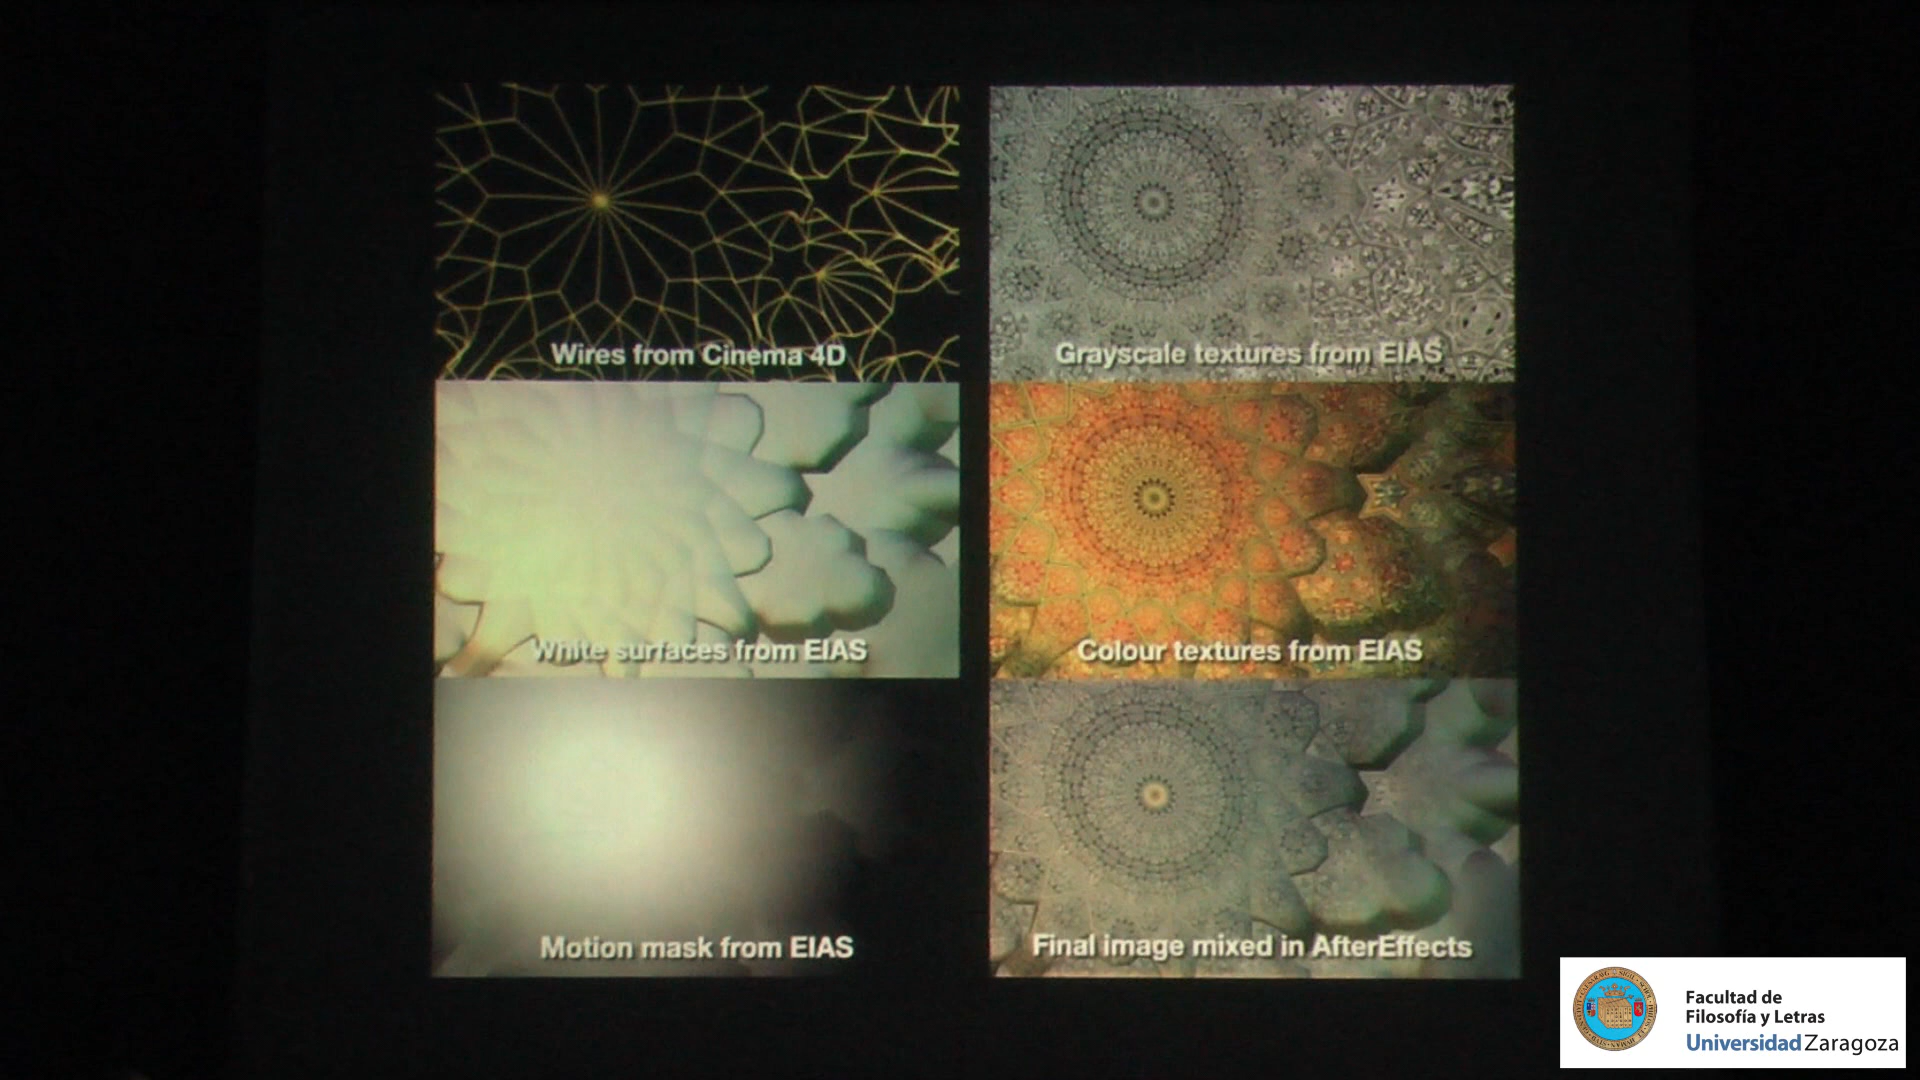 Wires from Cinema 4D
Grayscale textures from EIAS
White surfaces from EIAS
Colour textures from EIAS
Motion mask from EIAS
Final image mixed in AfterEffects
Facultad de
Filosofía y Letras
Universidad Zaragoza